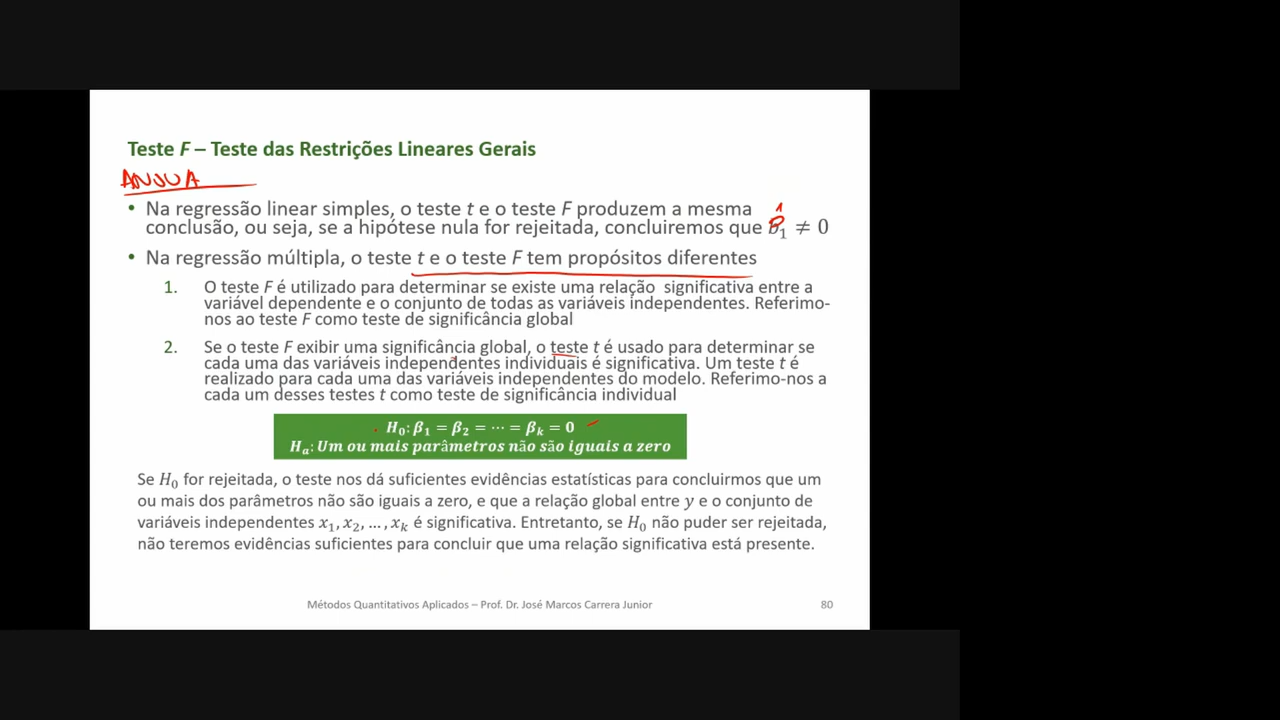 Teste F – Teste das Restrições Lineares Gerais
ANOVA
• Na regressão linear simples, o teste t e o teste F produzem a mesma
conclusão, ou seja, se a hipótese nula for rejeitada, concluiremos que b̂₁ ≠ 0
• Na regressão múltipla, o teste t e o teste F tem propósitos diferentes
1. O teste F é utilizado para determinar se existe uma relação significativa entre a
variável dependente e o conjunto de todas as variáveis independentes. Referimo-
nos ao teste F como teste de significância global
2. Se o teste F exibir uma significância global, o teste t é usado para determinar se
cada uma das variáveis independentes individuais é significativa. Um teste t é
realizado para cada uma das variáveis independentes do modelo. Referimo-nos a
cada um desses testes t como teste de significância individual
H₀: β₁ = β₂ = ⋯ = βₖ = 0
Hₐ: Um ou mais parâmetros não são iguais a zero
Se H₀ for rejeitada, o teste nos dá suficientes evidências estatísticas para concluirmos que um
ou mais dos parâmetros não são iguais a zero, e que a relação global entre y e o conjunto de
variáveis independentes x₁, x₂, …, xₖ é significativa. Entretanto, se H₀ não puder ser rejeitada,
não teremos evidências suficientes para concluir que uma relação significativa está presente.
Métodos Quantitativos Aplicados – Prof. Dr. José Marcos Carrera Junior
80